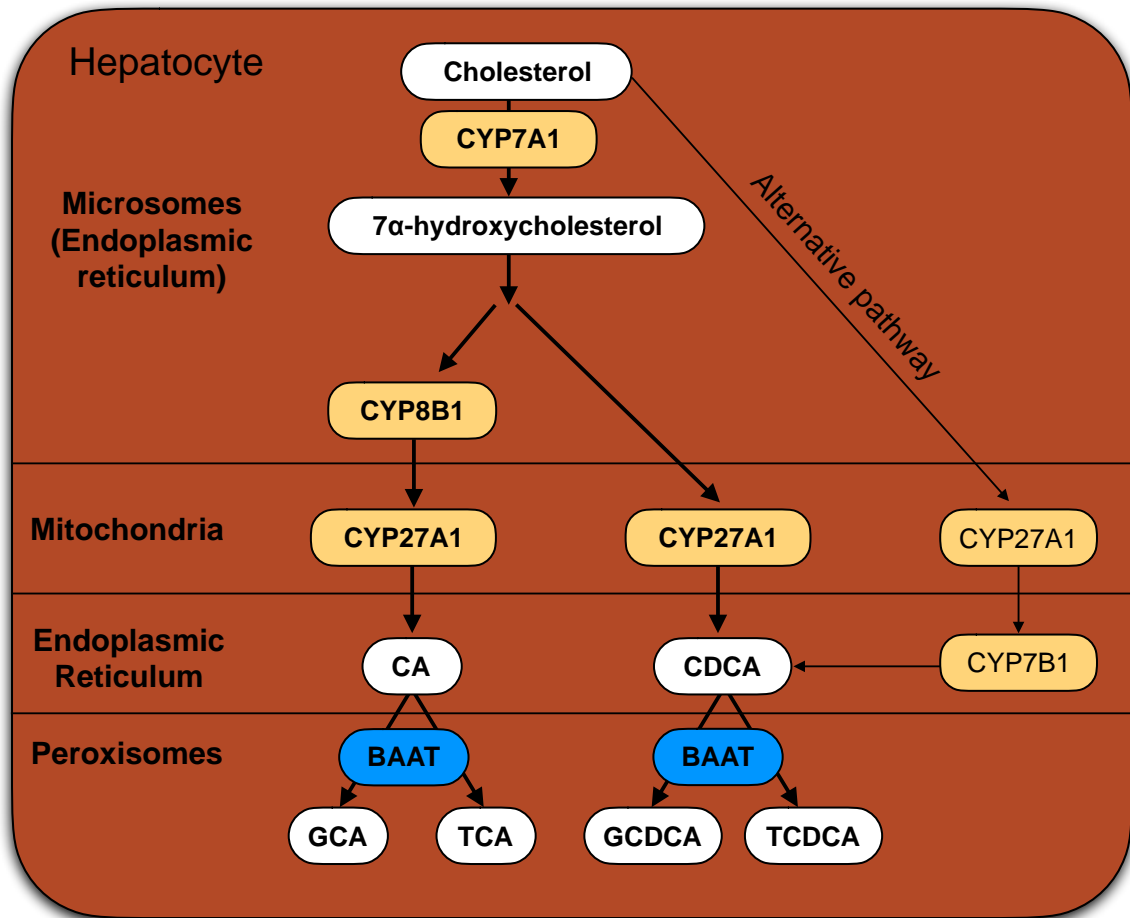 Hepatocyte
Cholesterol
CYP7A1
Microsomes
(Endoplasmic
reticulum)
7α-hydroxycholesterol
Alternative pathway
CYP8B1
Mitochondria
CYP27A1
CYP27A1
CYP27A1
Endoplasmic
Reticulum
CA
CDCA
CYP7B1
Peroxisomes
BAAT
BAAT
GCA
TCA
GCDCA
TCDCA